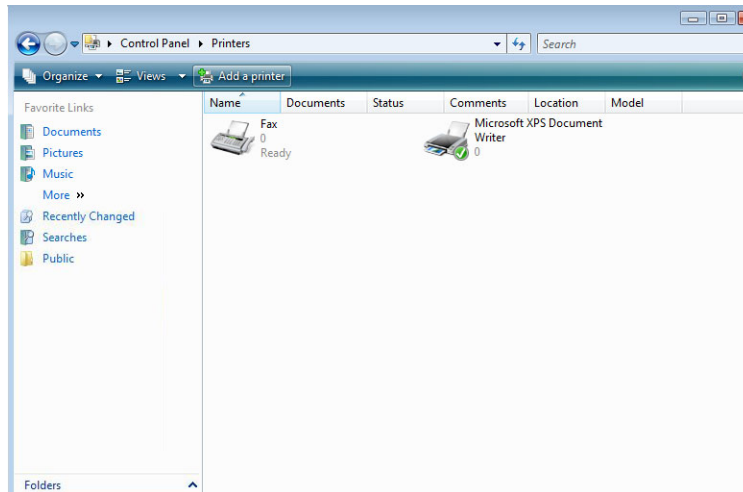 Control Panel Printers Search
Organize Views Add a printer
Favorite Links
Documents
Pictures
Music
More »
Recently Changed
Searches
Public
Folders
Name Documents Status Comments Location Model
Fax
0
Ready
Microsoft XPS Document
Writer
0